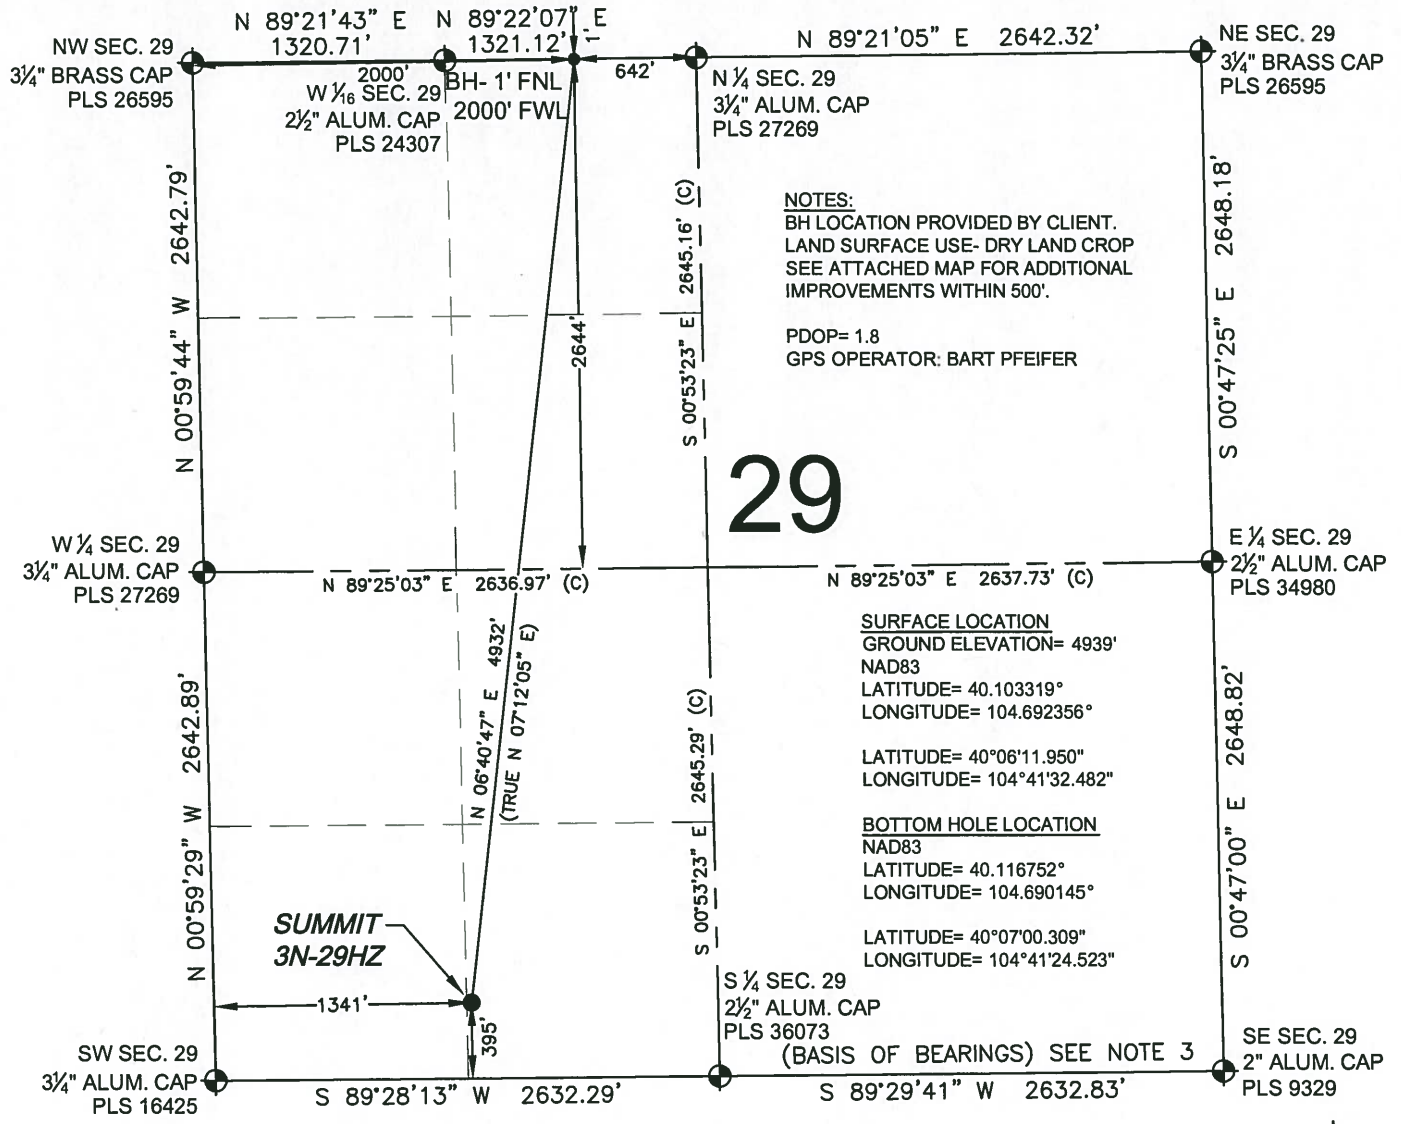 N 89°21'43" E
1320.71'
N 89°22'07" E
1321.12'
1'
N 89°21'05" E 2642.32'
NW SEC. 29
3¼" BRASS CAP
PLS 26595
2000'
W 1⁄16 SEC. 29
2½" ALUM. CAP
PLS 24307
BH- 1' FNL
2000' FWL
642'
N ¼ SEC. 29
3¼" ALUM. CAP
PLS 27269
NE SEC. 29
3¼" BRASS CAP
PLS 26595
N 00°59'44" W 2642.79'
2644'
S 00°53'23" E 2645.16' (C)
NOTES:
BH LOCATION PROVIDED BY CLIENT.
LAND SURFACE USE- DRY LAND CROP
SEE ATTACHED MAP FOR ADDITIONAL
IMPROVEMENTS WITHIN 500'.
PDOP= 1.8
GPS OPERATOR: BART PFEIFER
S 00°47'25" E 2648.18'
29
W ¼ SEC. 29
3¼" ALUM. CAP
PLS 27269
N 89°25'03" E 2636.97' (C)
N 89°25'03" E 2637.73' (C)
E ¼ SEC. 29
2½" ALUM. CAP
PLS 34980
N 00°59'29" W 2642.89'
N 06°40'47" E 4932'
(TRUE N 07°12'05" E)
S 00°53'23" E 2645.29' (C)
SURFACE LOCATION
GROUND ELEVATION= 4939'
NAD83
LATITUDE= 40.103319°
LONGITUDE= 104.692356°
LATITUDE= 40°06'11.950"
LONGITUDE= 104°41'32.482"
BOTTOM HOLE LOCATION
NAD83
LATITUDE= 40.116752°
LONGITUDE= 104.690145°
LATITUDE= 40°07'00.309"
LONGITUDE= 104°41'24.523"
S 00°47'00" E 2648.82'
SUMMIT
3N-29HZ
1341'
395'
S ¼ SEC. 29
2½" ALUM. CAP
PLS 36073
SW SEC. 29
3¼" ALUM. CAP
PLS 16425
S 89°28'13" W 2632.29'
(BASIS OF BEARINGS) SEE NOTE 3
S 89°29'41" W 2632.83'
SE SEC. 29
2" ALUM. CAP
PLS 9329